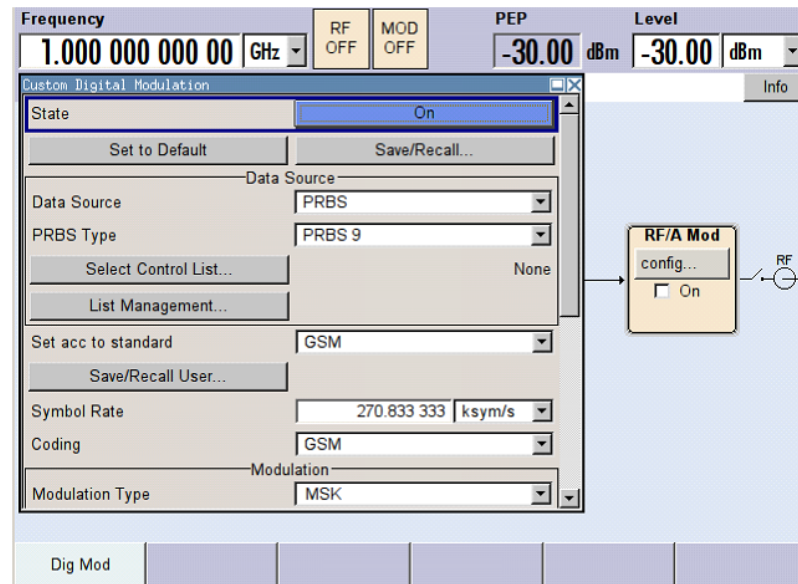 Frequency RF OFF MOD OFF PEP Level
1.000 000 000 00 GHz -30.00 dBm -30.00 dBm
Custom Digital Modulation
Info
State On
Set to Default Save/Recall...
Data Source
Data Source PRBS
PRBS Type PRBS 9
Select Control List... None
List Management...
RF/A Mod
config...
On
RF
Set acc to standard GSM
Save/Recall User...
Symbol Rate 270.833 333 ksym/s
Coding GSM
Modulation
Modulation Type MSK
Dig Mod